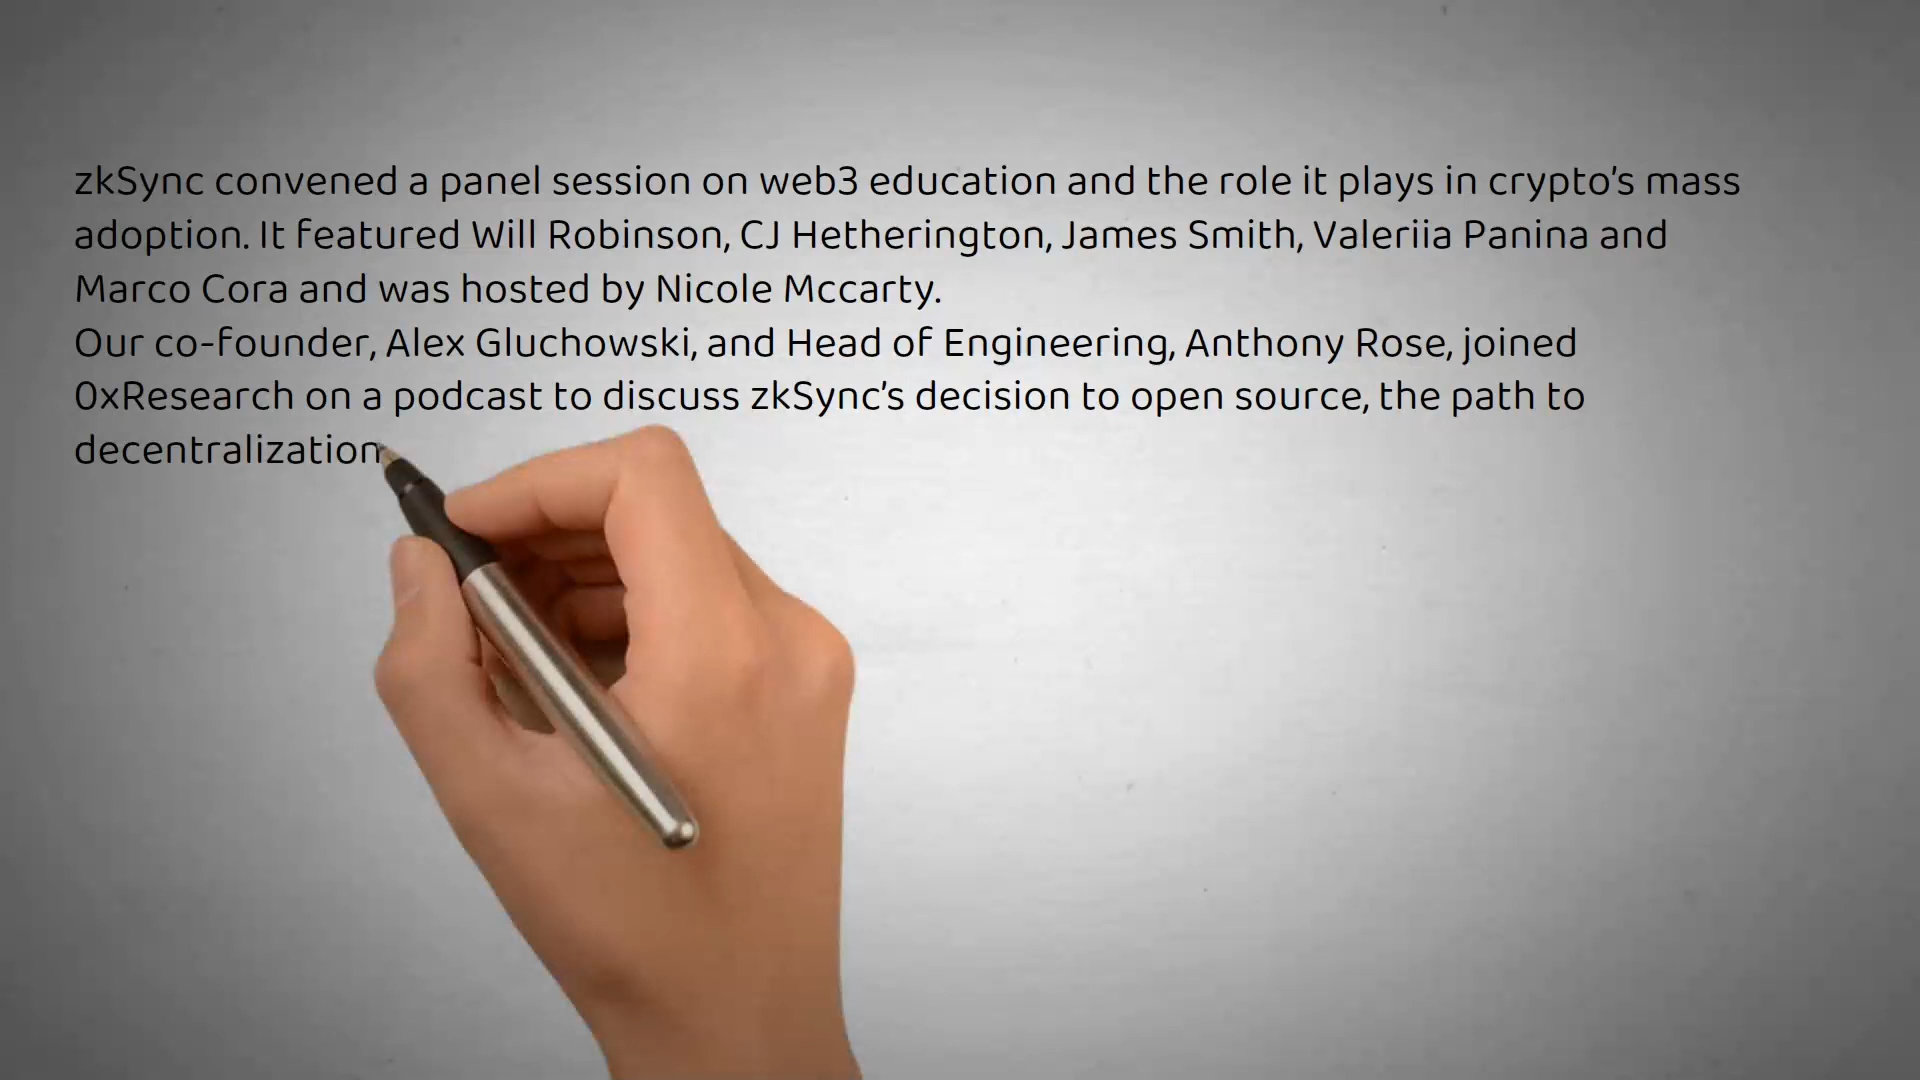 zkSync convened a panel session on web3 education and the role it plays in crypto's mass
adoption. It featured Will Robinson, CJ Hetherington, James Smith, Valeriia Panina and
Marco Cora and was hosted by Nicole Mccarty.
Our co-founder, Alex Gluchowski, and Head of Engineering, Anthony Rose, joined
0xResearch on a podcast to discuss zkSync's decision to open source, the path to
decentralization